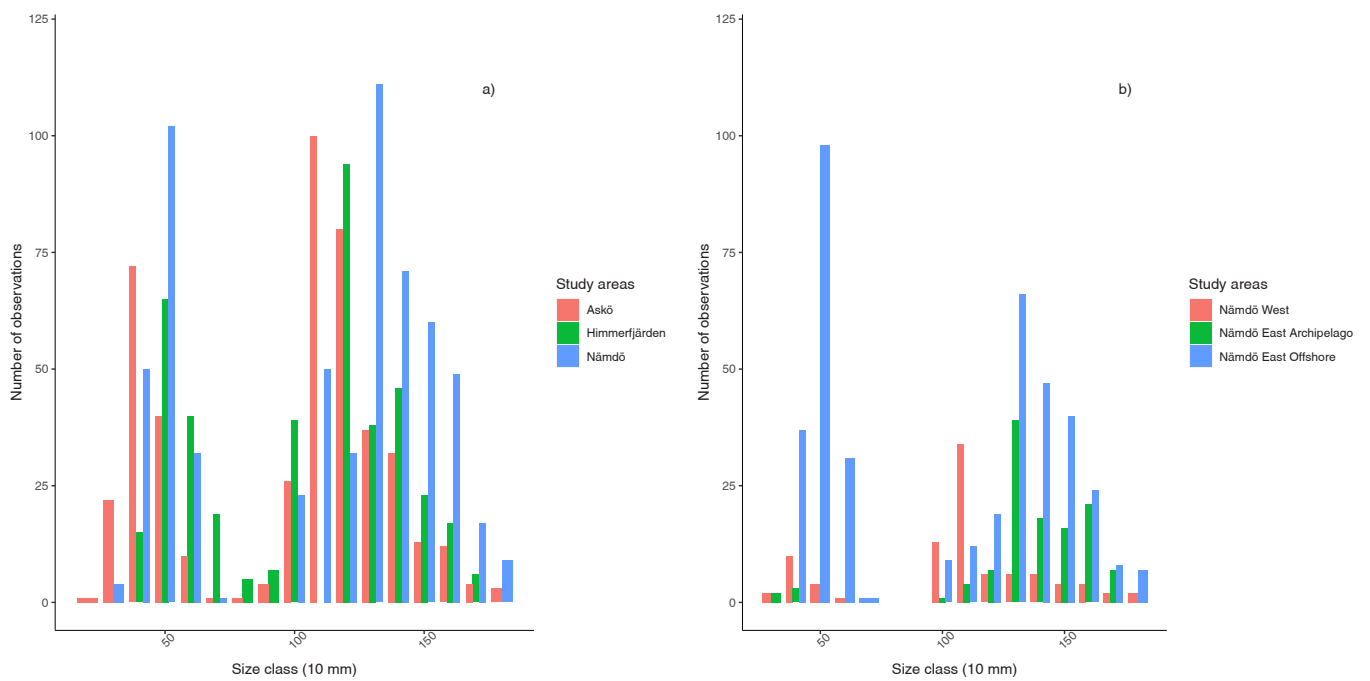 125
100
75
50
25
0
Number of observations
50
100
150
Size class (10 mm)
a)
Study areas
Askö
Himmerfjärden
Nämdö
125
100
75
50
25
0
Number of observations
50
100
150
Size class (10 mm)
b)
Study areas
Nämdö West
Nämdö East Archipelago
Nämdö East Offshore